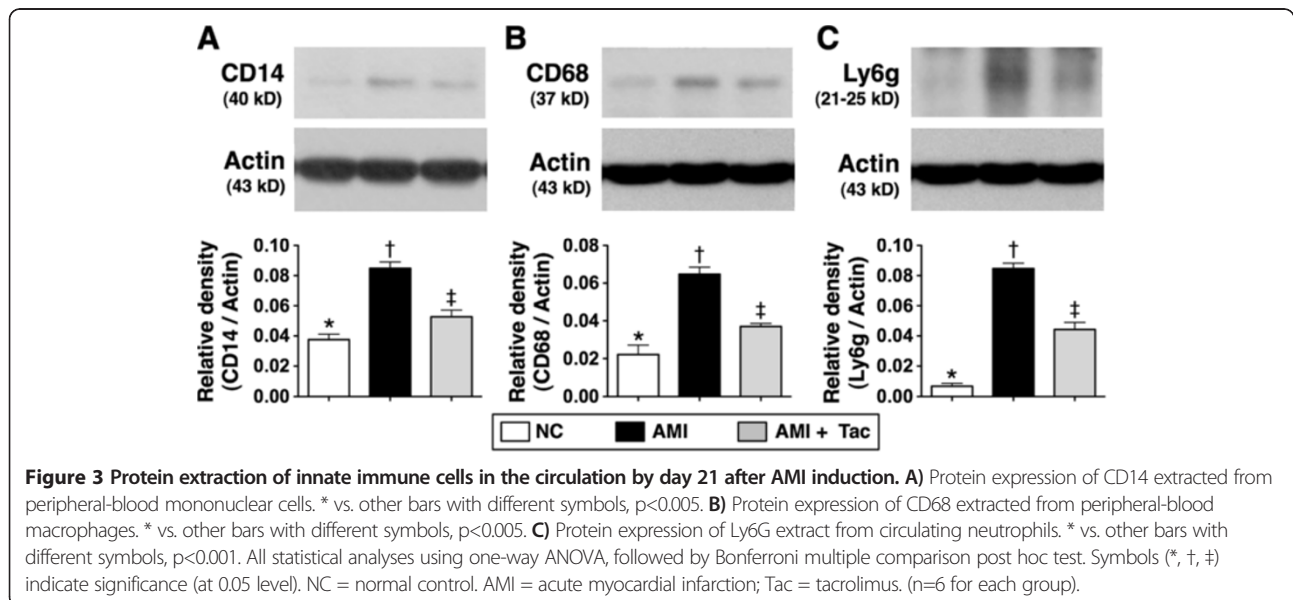 A
CD14
(40 kD)
Actin
(43 kD)
Relative density
(CD14 / Actin)
0.10
0.08
0.06
0.04
0.02
0.00
*
†
‡
B
CD68
(37 kD)
Actin
(43 kD)
Relative density
(CD68 / Actin)
0.08
0.06
0.04
0.02
0.00
*
†
‡
C
Ly6g
(21-25 kD)
Actin
(43 kD)
Relative density
(Ly6g / Actin)
0.10
0.08
0.06
0.04
0.02
0.00
*
†
‡
NC AMI AMI + Tac
Figure 3 Protein extraction of innate immune cells in the circulation by day 21 after AMI induction. A) Protein expression of CD14 extracted from
peripheral-blood mononuclear cells. * vs. other bars with different symbols, p<0.005. B) Protein expression of CD68 extracted from peripheral-blood
macrophages. * vs. other bars with different symbols, p<0.005. C) Protein expression of Ly6G extract from circulating neutrophils. * vs. other bars with
different symbols, p<0.001. All statistical analyses using one-way ANOVA, followed by Bonferroni multiple comparison post hoc test. Symbols (*, †, ‡)
indicate significance (at 0.05 level). NC = normal control. AMI = acute myocardial infarction; Tac = tacrolimus. (n=6 for each group).